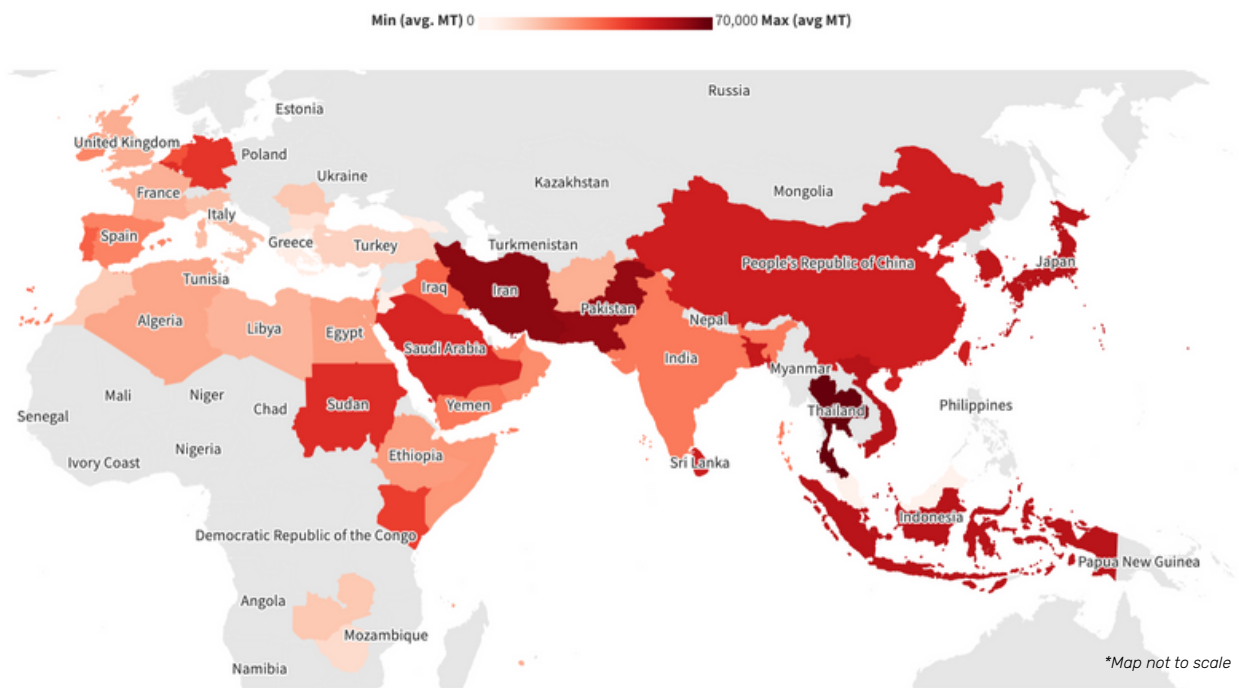 Min (avg. MT) 0 70,000 Max (avg MT)
Russia
Estonia
United Kingdom
Poland
Ukraine
Kazakhstan
Mongolia
France
Italy
Spain
Greece
Turkey
Turkmenistan
People's Republic of China
Japan
Tunisia
Iraq
Iran
Pakistan
Nepal
Algeria
Libya
Egypt
Saudi Arabia
India
Myanmar
Mali
Niger
Chad
Sudan
Yemen
Thailand
Philippines
Senegal
Nigeria
Ivory Coast
Ethiopia
Sri Lanka
Democratic Republic of the Congo
Indonesia
Papua New Guinea
Angola
Mozambique
Namibia
*Map not to scale